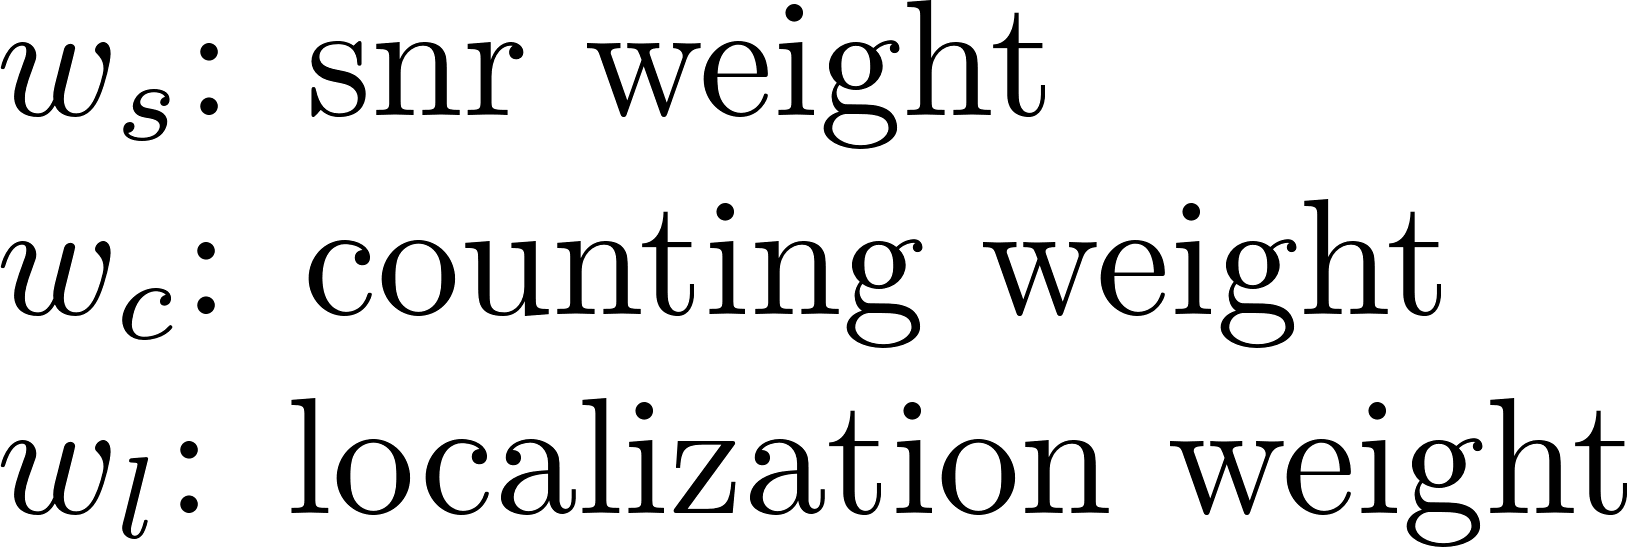 w_s: snr weight
w_c: counting weight
w_l: localization weight